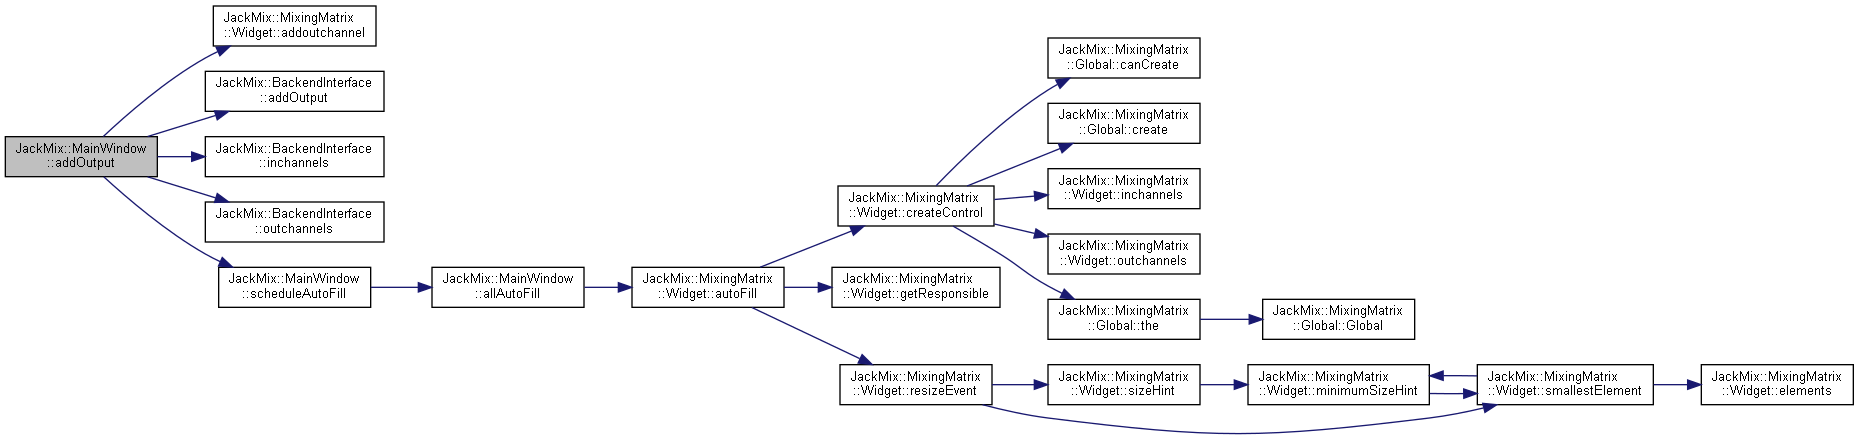 JackMix::MixingMatrix
::Widget::addoutchannel
JackMix::BackendInterface
::addOutput
JackMix::MainWindow
::addOutput
JackMix::BackendInterface
::inchannels
JackMix::BackendInterface
::outchannels
JackMix::MainWindow
::scheduleAutoFill
JackMix::MainWindow
::allAutoFill
JackMix::MixingMatrix
::Widget::autoFill
JackMix::MixingMatrix
::Widget::createControl
JackMix::MixingMatrix
::Widget::getResponsible
JackMix::MixingMatrix
::Widget::resizeEvent
JackMix::MixingMatrix
::Global::canCreate
JackMix::MixingMatrix
::Global::create
JackMix::MixingMatrix
::Widget::inchannels
JackMix::MixingMatrix
::Widget::outchannels
JackMix::MixingMatrix
::Global::the
JackMix::MixingMatrix
::Global::Global
JackMix::MixingMatrix
::Widget::sizeHint
JackMix::MixingMatrix
::Widget::minimumSizeHint
JackMix::MixingMatrix
::Widget::smallestElement
JackMix::MixingMatrix
::Widget::elements